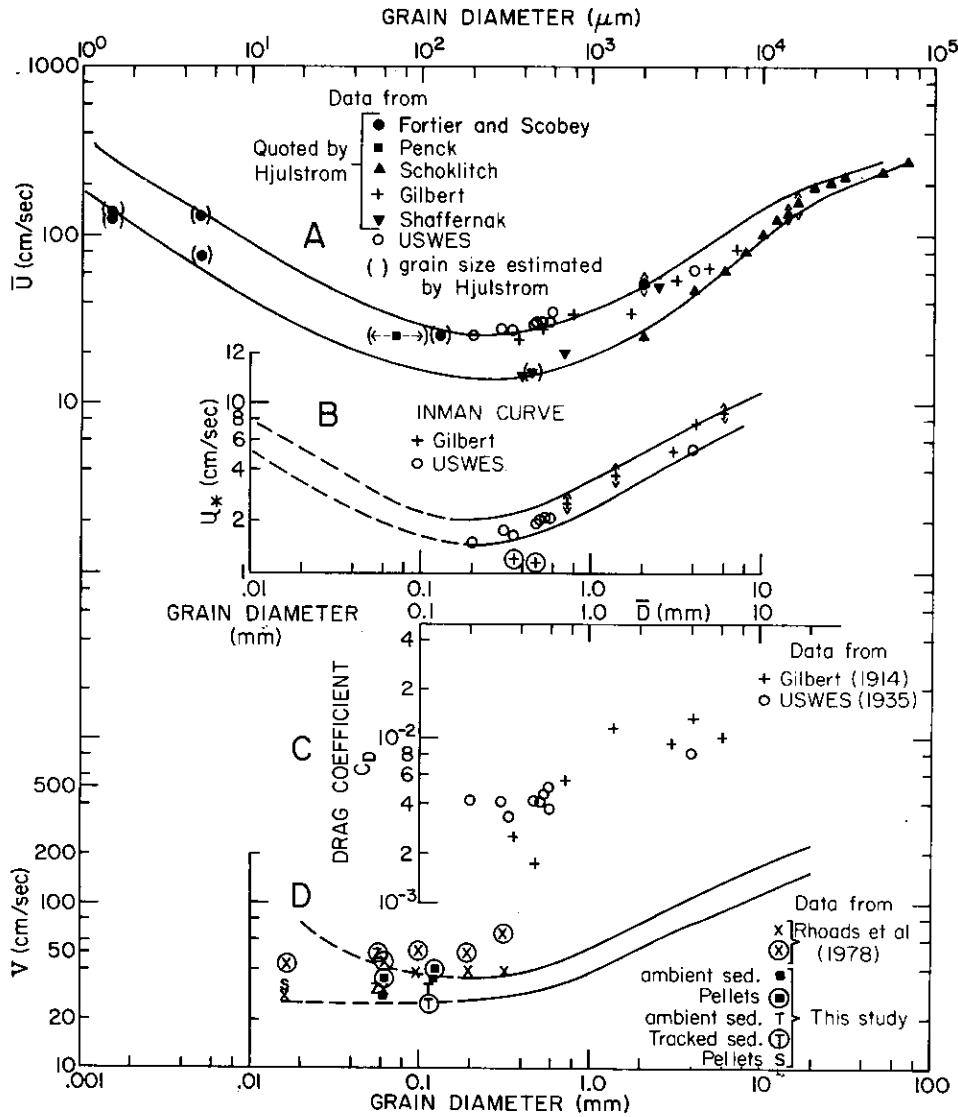 GRAIN DIAMETER (μm)
10⁰ 10¹ 10² 10³ 10⁴ 10⁵
1000
100
10
Ū (cm/sec)
A
Data from
Quoted by Hjulstrom
Fortier and Scobey
Penck
Schoklitch
Gilbert
Shaffernak
USWES
( ) grain size estimated
by Hjulstrom
12
10
8
6
4
2
1
U* (cm/sec)
B
INMAN CURVE
+ Gilbert
o USWES
.01 0.1 1.0 10
GRAIN DIAMETER
(mm)
0.1 1.0 D̄ (mm) 10
4
10⁻²
8
6
4
2
10⁻³
DRAG COEFFICIENT
C_D
C
Data from
+ Gilbert (1914)
o USWES (1935)
500
200
100
50
20
10
V (cm/sec)
D
Data from
x Rhoads et al
(1978)
ambient sed.
Pellets
ambient sed. T
Tracked sed. T
Pellets S
This study
.001 .01 0.1 1.0 10 100
GRAIN DIAMETER (mm)